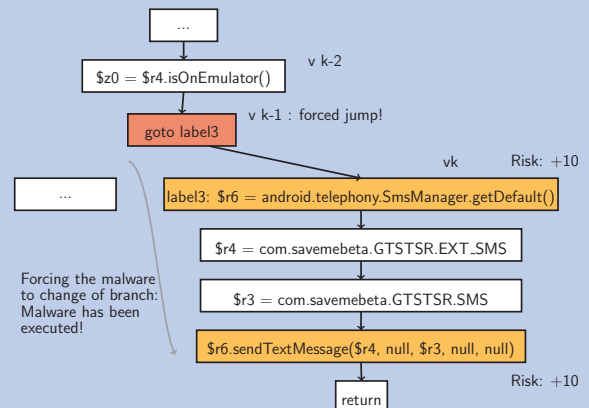 ...
v k-2
$z0 = $r4.isOnEmulator()
v k-1 : forced jump!
goto label3
vk
Risk: +10
...
label3: $r6 = android.telephony.SmsManager.getDefault()
$r4 = com.savemebeta.GTSTSR.EXT_SMS
Forcing the malware
to change of branch:
Malware has been
executed!
$r3 = com.savemebeta.GTSTSR.SMS
$r6.sendTextMessage($r4, null, $r3, null, null)
Risk: +10
return